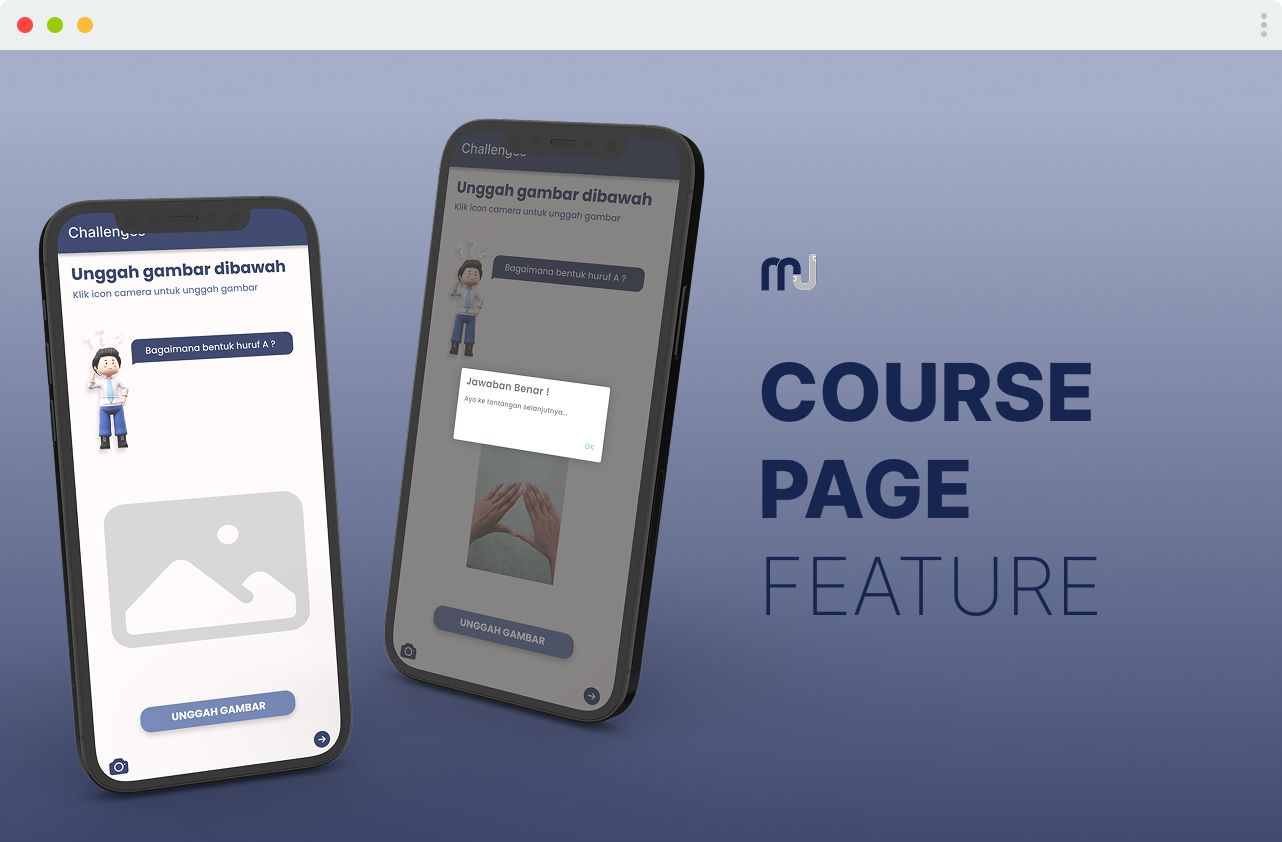 Challenges
Unggah gambar dibawah
Klik icon camera untuk unggah gambar
Bagaimana bentuk huruf A ?
UNGGAH GAMBAR
Challenges
Unggah gambar dibawah
Klik icon camera untuk unggah gambar
Bagaimana bentuk huruf A ?
Jawaban Benar !
Ayo ke tantangan selanjutnya...
OK
UNGGAH GAMBAR
mJ
COURSE
PAGE
FEATURE